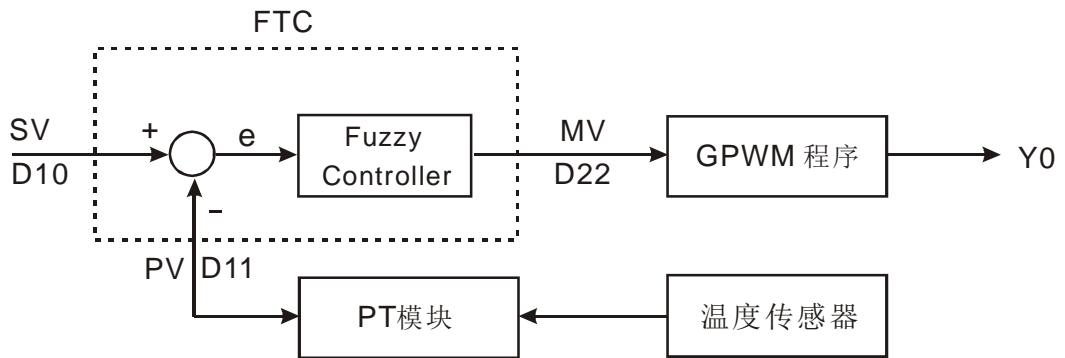 FTC
SV
D10
+
e
Fuzzy
Controller
MV
D22
GPWM 程序
Y0
−
PV D11
PT模块
温度传感器